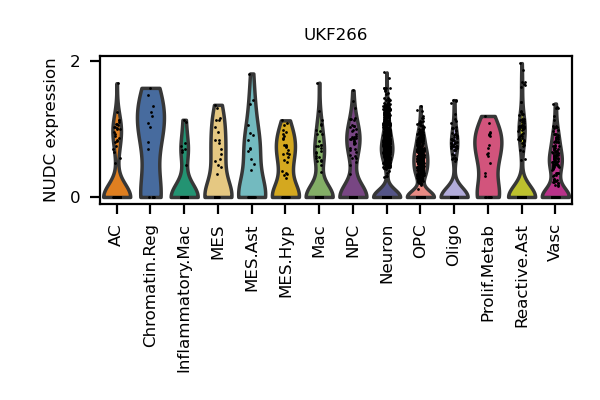 UKF266
NUDC expression
2
0
AC
Chromatin.Reg
Inflammatory.Mac
MES
MES.Ast
MES.Hyp
Mac
NPC
Neuron
OPC
Oligo
Prolif.Metab
Reactive.Ast
Vasc